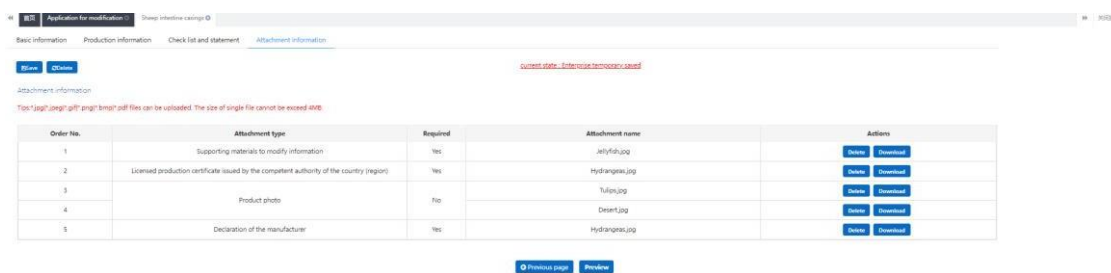 首页 Application for modification Sheep intestine casings
Basic information Production information Check list and statement Attachment information
Save Delete current state : Enterprise temporary saved
Attachment information
Tips:*.jpg|*.jpeg|*.gif|*.png|*.bmp|*.pdf files can be uploaded. The size of single file cannot be exceed 4MB.
Order No. Attachment type Required Attachment name Actions
1 Supporting materials to modify information Yes Jellyfish.jpg Delete Download
2 Licensed production certificate issued by the competent authority of the country (region) Yes Hydrangeas.jpg Delete Download
3 Product photo No Tulips.jpg Delete Download
4 Desert.jpg Delete Download
5 Declaration of the manufacturer Yes Hydrangeas.jpg Delete Download
Previous page Preview